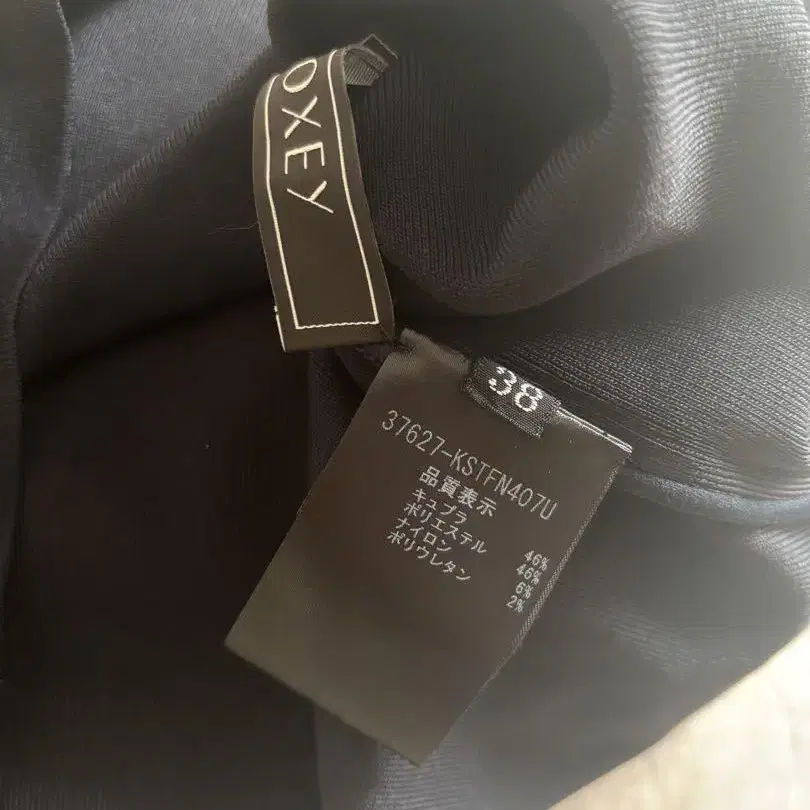 OXEY
38
37627-KSTFN407U
品質表示
キュプラ 46%
ポリエステル 46%
ナイロン 6%
ポリウレタン 2%